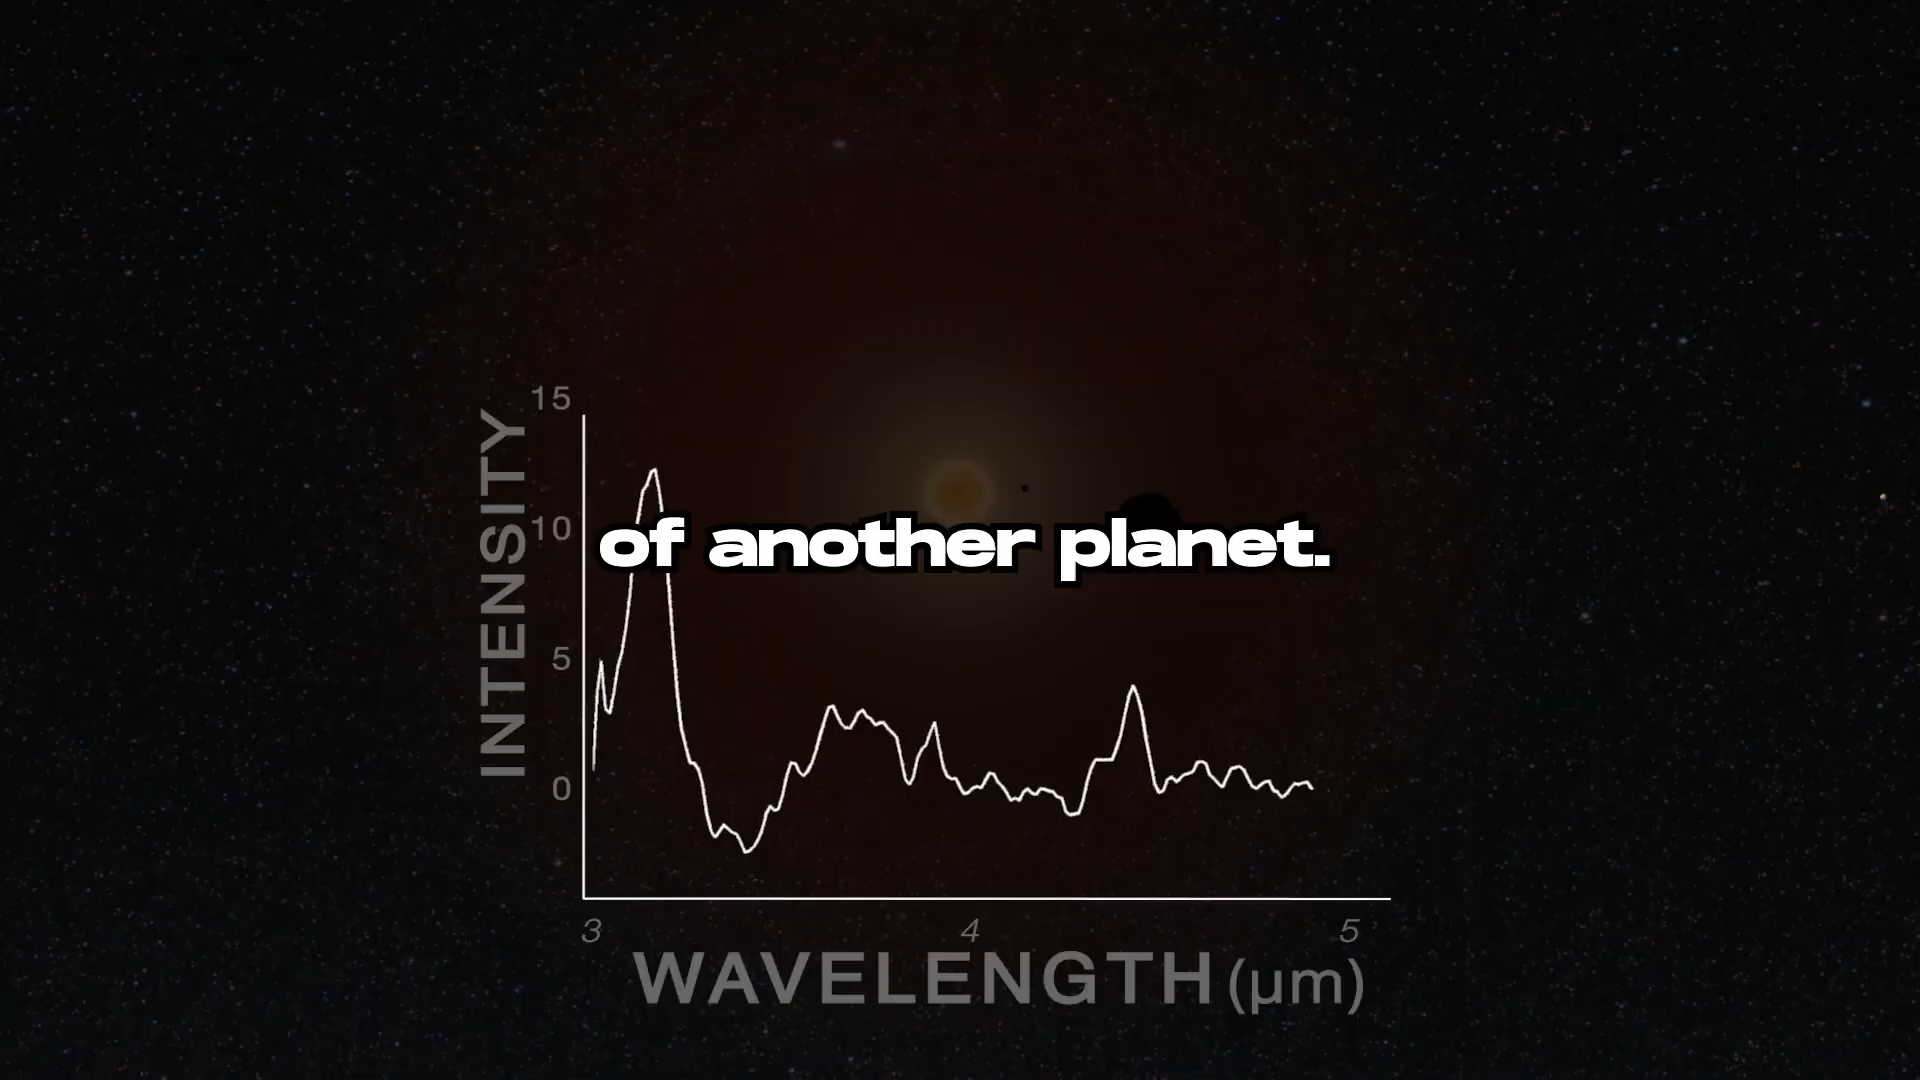 15
INTENSITY
10
of another planet.
5
0
3 4 5
WAVELENGTH (µm)